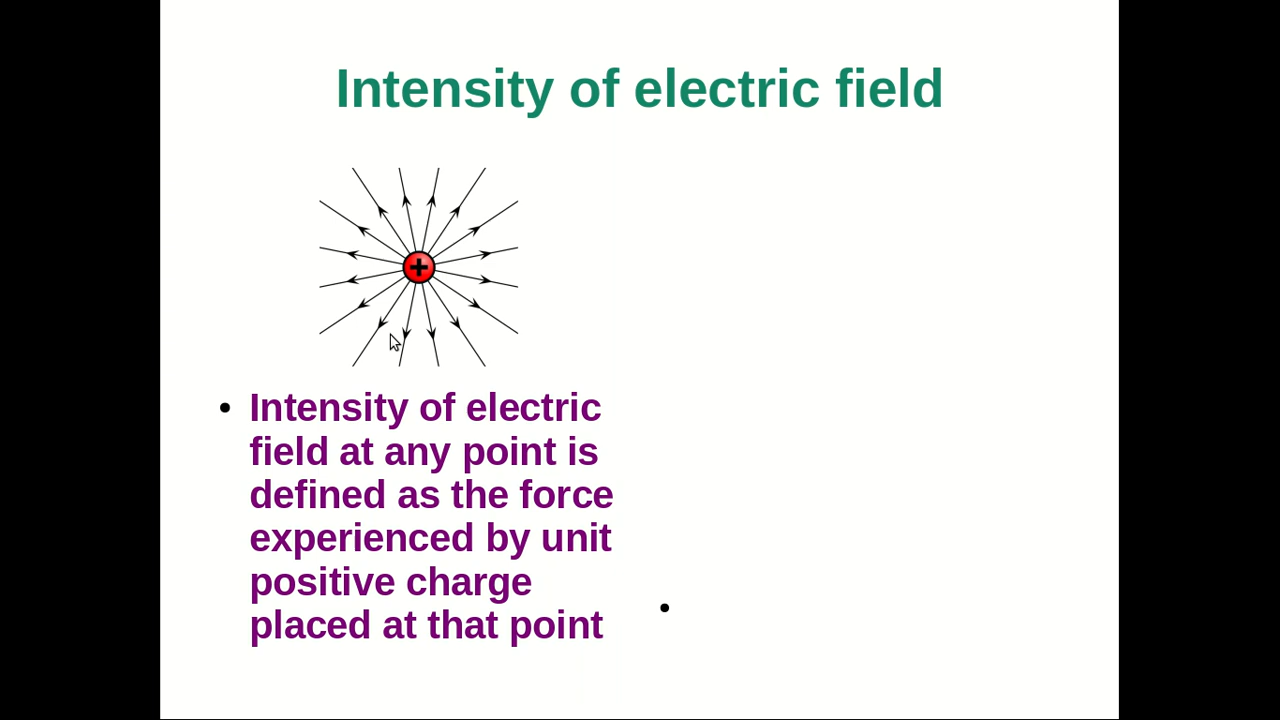 Intensity of electric field
+
• Intensity of electric
field at any point is
defined as the force
experienced by unit
positive charge
placed at that point
•